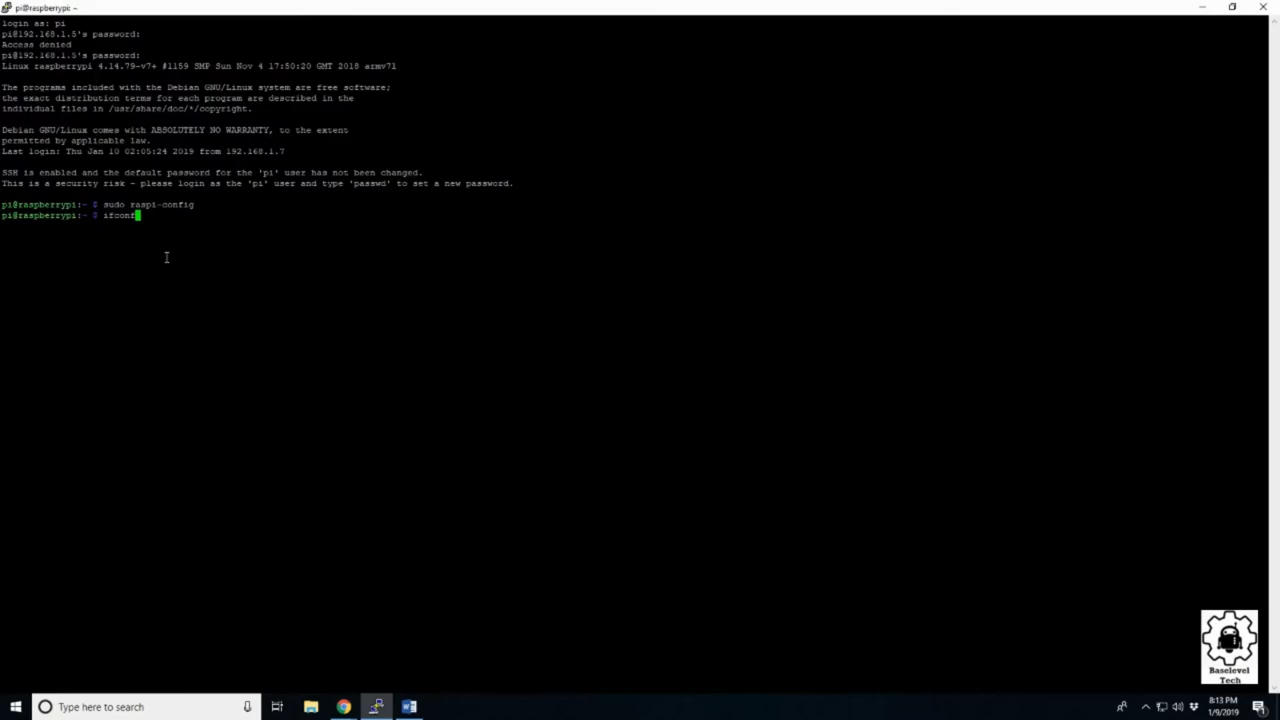 pi@raspberrypi: ~
login as: pi
pi@192.168.1.5's password:
Access denied
pi@192.168.1.5's password:
Linux raspberrypi 4.14.79-v7+ #1159 SMP Sun Nov 4 17:50:20 GMT 2018 armv7l
The programs included with the Debian GNU/Linux system are free software;
the exact distribution terms for each program are described in the
individual files in /usr/share/doc/*/copyright.
Debian GNU/Linux comes with ABSOLUTELY NO WARRANTY, to the extent
permitted by applicable law.
Last login: Thu Jan 10 02:05:24 2019 from 192.168.1.7
SSH is enabled and the default password for the 'pi' user has not been changed.
This is a security risk - please login as the 'pi' user and type 'passwd' to set a new password.
pi@raspberrypi:~ $ sudo raspi-config
pi@raspberrypi:~ $ ifconf
Baselevel
Tech
Type here to search
8:13 PM
1/9/2019
1